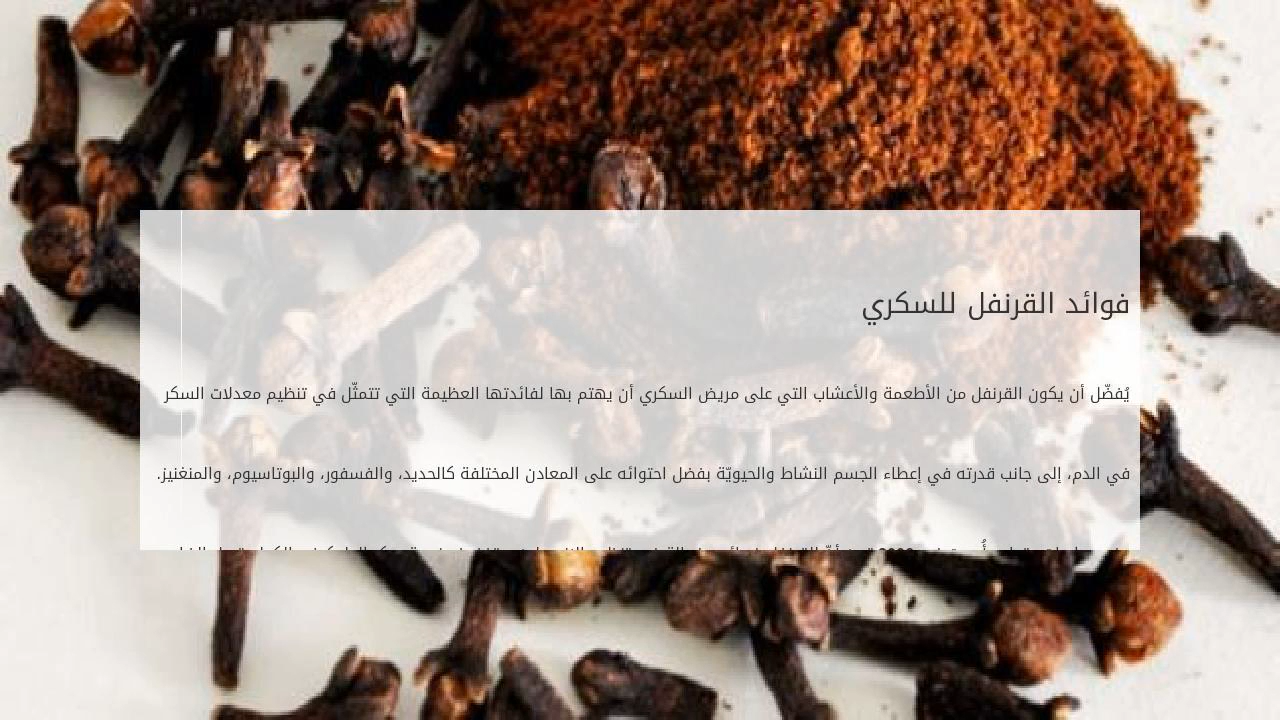 فوائد القرنفل للسكري
يُفضّل أن يكون القرنفل من الأطعمة والأعشاب التي على مريض السكري أن يهتم بها لفائدتها العظيمة التي تتمثّل في تنظيم معدلات السكر
في الدم، إلى جانب قدرته في إعطاء الجسم النشاط والحيويّة بفضل احتوائه على المعادن المختلفة كالحديد، والفسفور، والبوتاسيوم، والمنغنيز.